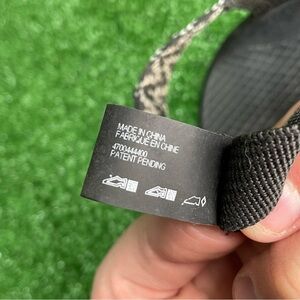 MADE IN CHINA
FABRIQUE EN CHINE
4700444400
PATENT PENDING